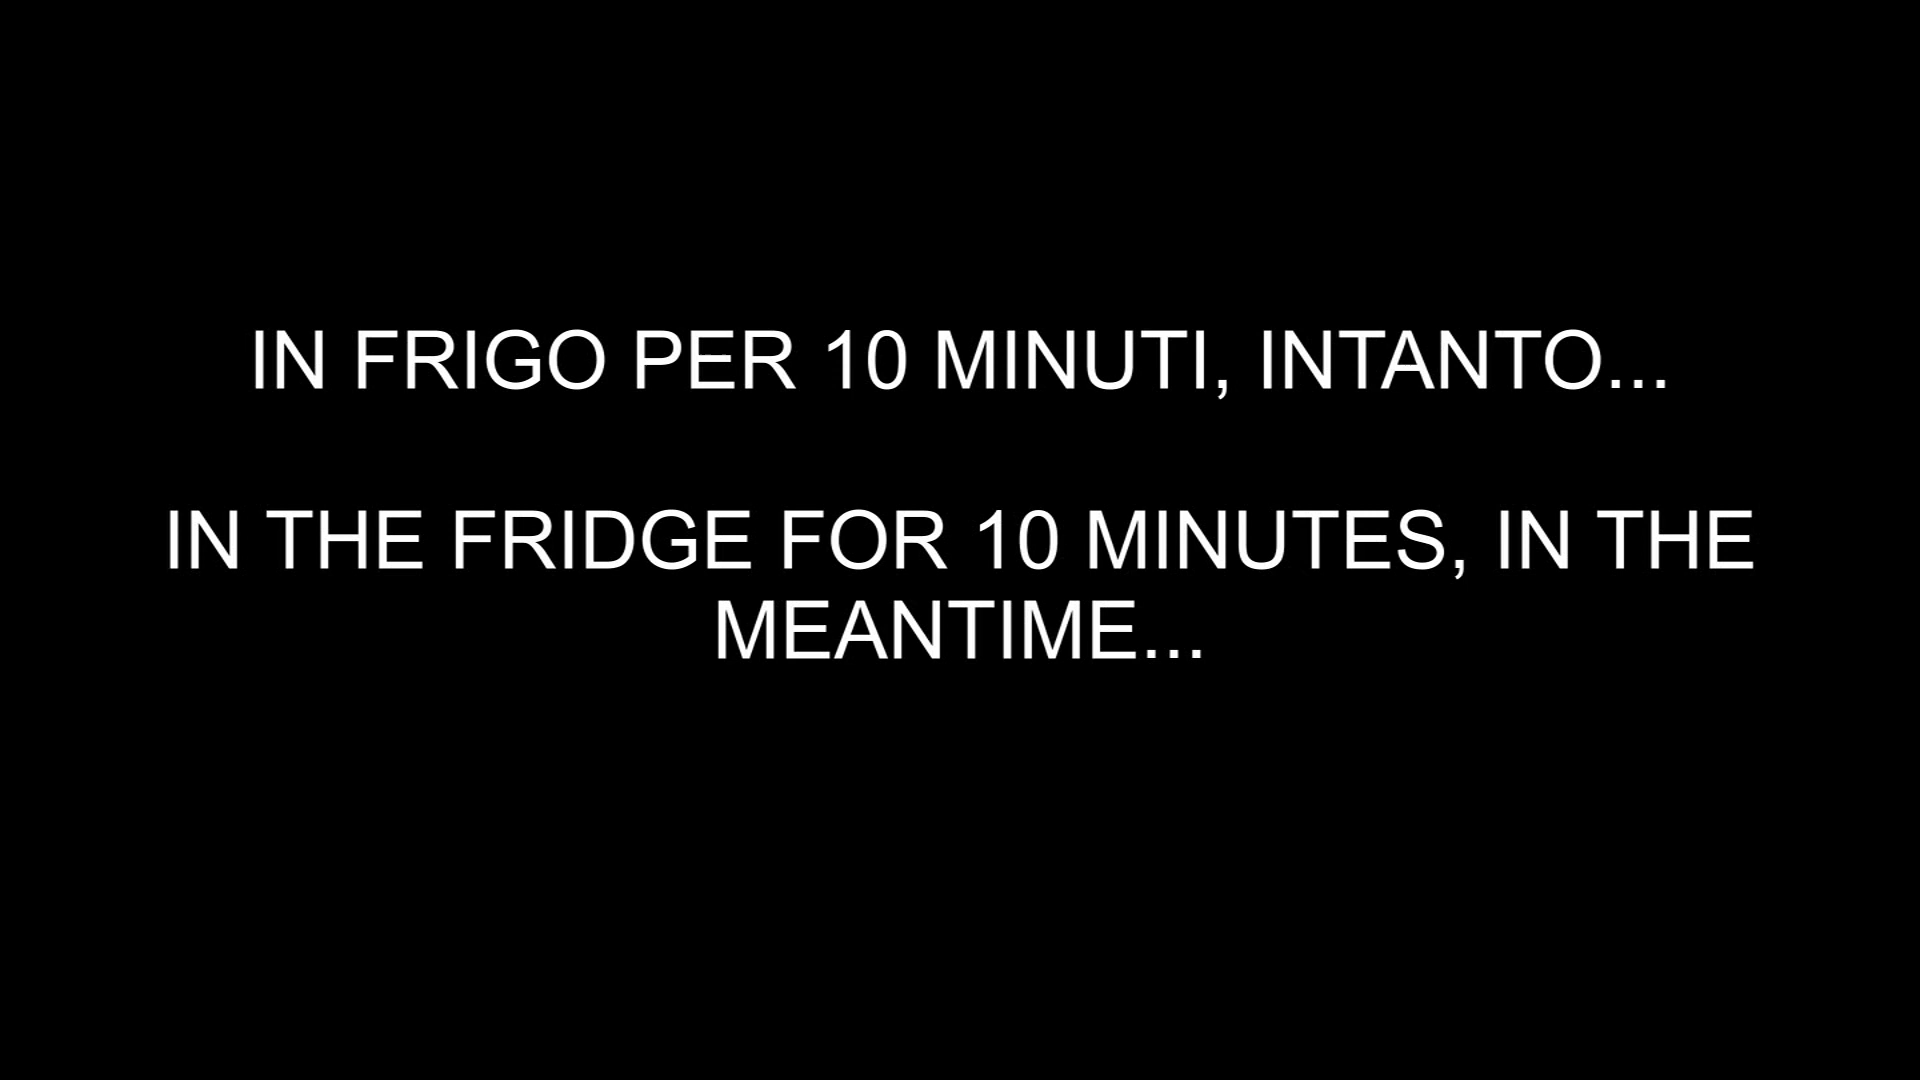 IN FRIGO PER 10 MINUTI, INTANTO...
IN THE FRIDGE FOR 10 MINUTES, IN THE
MEANTIME...